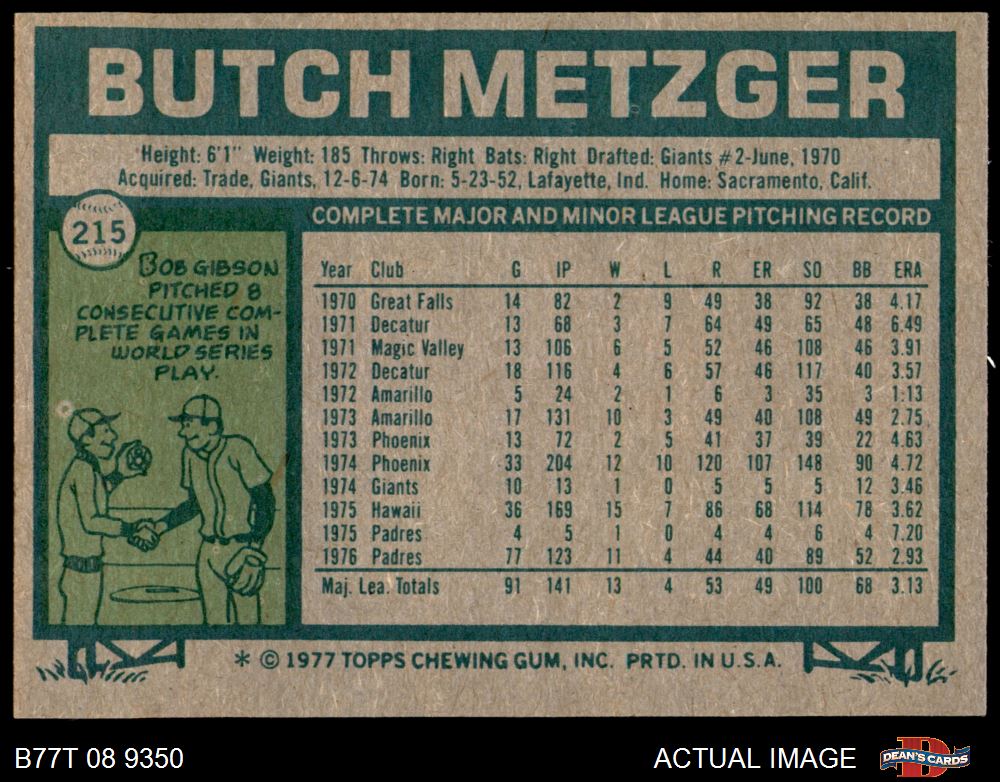 BUTCH METZGER
Height: 6'1" Weight: 185 Throws: Right Bats: Right Drafted: Giants #2-June, 1970
Acquired: Trade, Giants, 12-6-74 Born: 5-23-52, Lafayette, Ind. Home: Sacramento, Calif.
215
BOB GIBSON
PITCHED 8
CONSECUTIVE COM-
PLETE GAMES IN
WORLD SERIES
PLAY.
8
COMPLETE MAJOR AND MINOR LEAGUE PITCHING RECORD
Year Club G IP W L R ER SO BB ERA
1970 Great Falls 14 82 2 9 49 38 92 38 4.17
1971 Decatur 13 68 3 7 64 49 65 48 6.49
1971 Magic Valley 13 106 6 5 52 46 108 46 3.91
1972 Decatur 18 116 4 6 57 46 117 40 3.57
1972 Amarillo 5 24 2 1 6 3 35 3 1.13
1973 Amarillo 17 131 10 3 49 40 108 49 2.75
1973 Phoenix 13 72 2 5 41 37 39 22 4.63
1974 Phoenix 33 204 12 10 120 107 148 90 4.72
1974 Giants 10 13 1 0 5 5 5 12 3.46
1975 Hawaii 36 169 15 7 86 68 114 78 3.62
1975 Padres 4 5 1 0 4 4 6 4 7.20
1976 Padres 77 123 11 4 44 40 89 52 2.93
Maj. Lea. Totals 91 141 13 4 53 49 100 68 3.13
* © 1977 TOPPS CHEWING GUM, INC. PRTD. IN U.S.A.
B77T 08 9350
ACTUAL IMAGE
DEAN'S CARDS